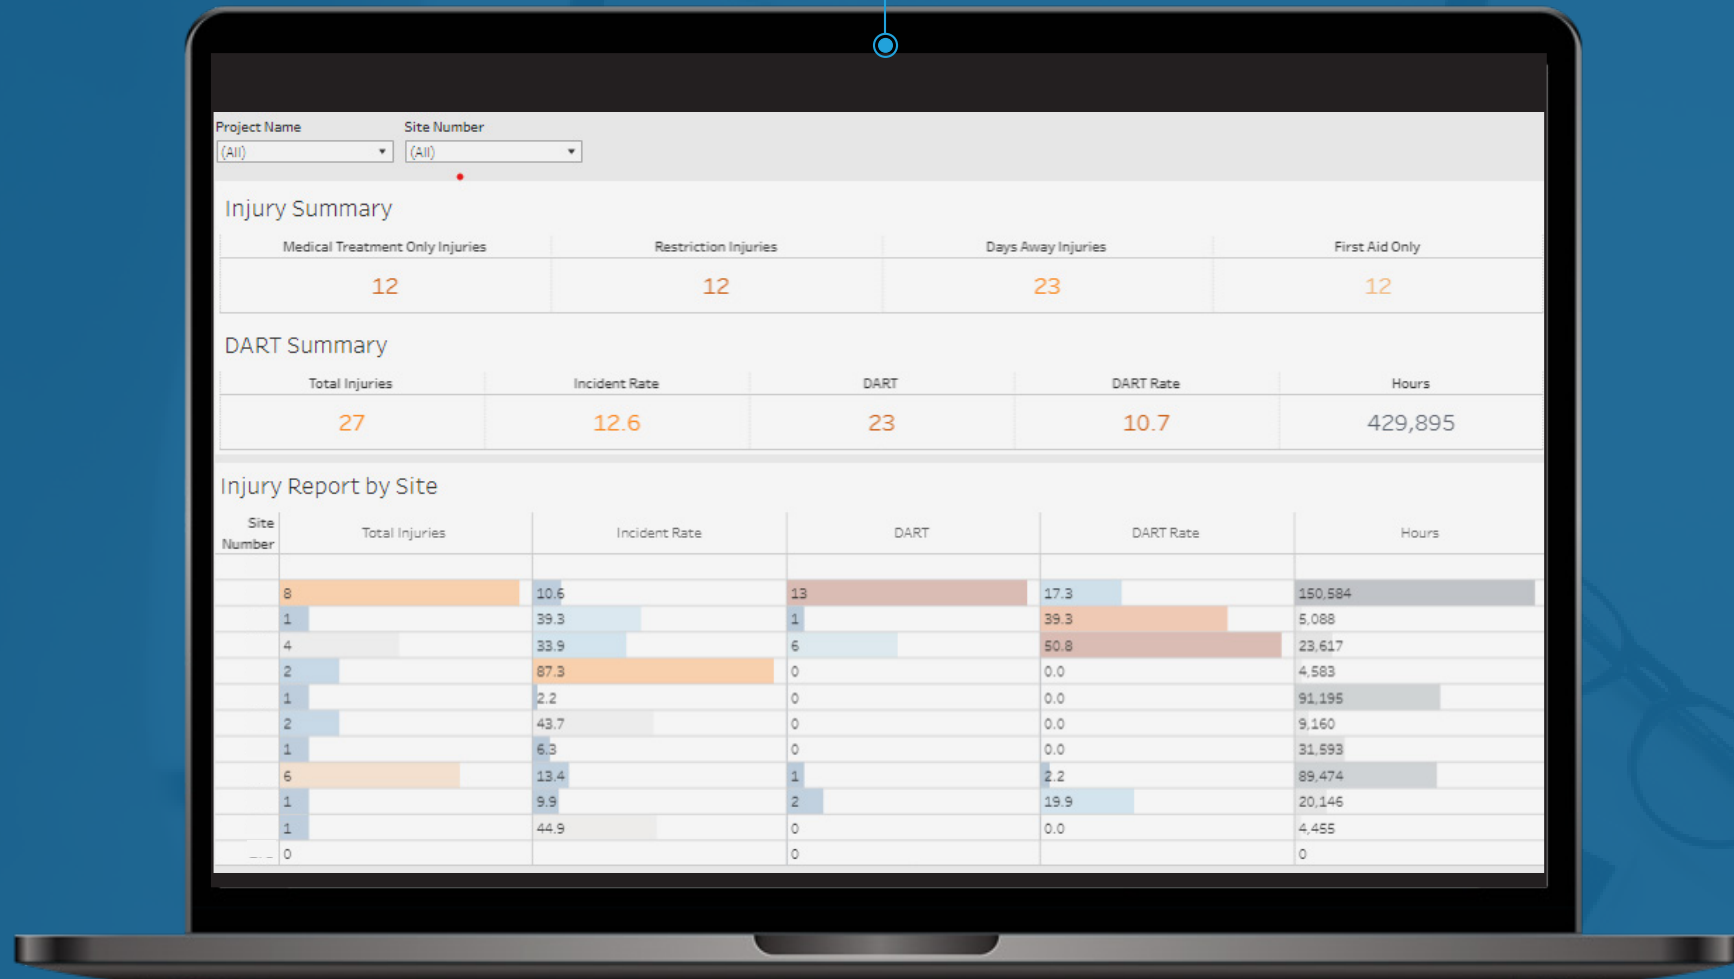 Project Name Site Number
(All) (All)
Injury Summary
Medical Treatment Only Injuries Restriction Injuries Days Away Injuries First Aid Only
12 12 23 12
DART Summary
Total Injuries Incident Rate DART DART Rate Hours
27 12.6 23 10.7 429,895
Injury Report by Site
Site Number Total Injuries Incident Rate DART DART Rate Hours
8 10.6 13 17.3 150,584
1 39.3 1 39.3 5,088
4 33.9 6 50.8 23,617
2 87.3 0 0.0 4,583
1 2.2 0 0.0 91,195
2 43.7 0 0.0 9,160
1 6.3 0 0.0 31,593
6 13.4 1 2.2 89,474
1 9.9 2 19.9 20,146
1 44.9 0 0.0 4,455
0 0 0